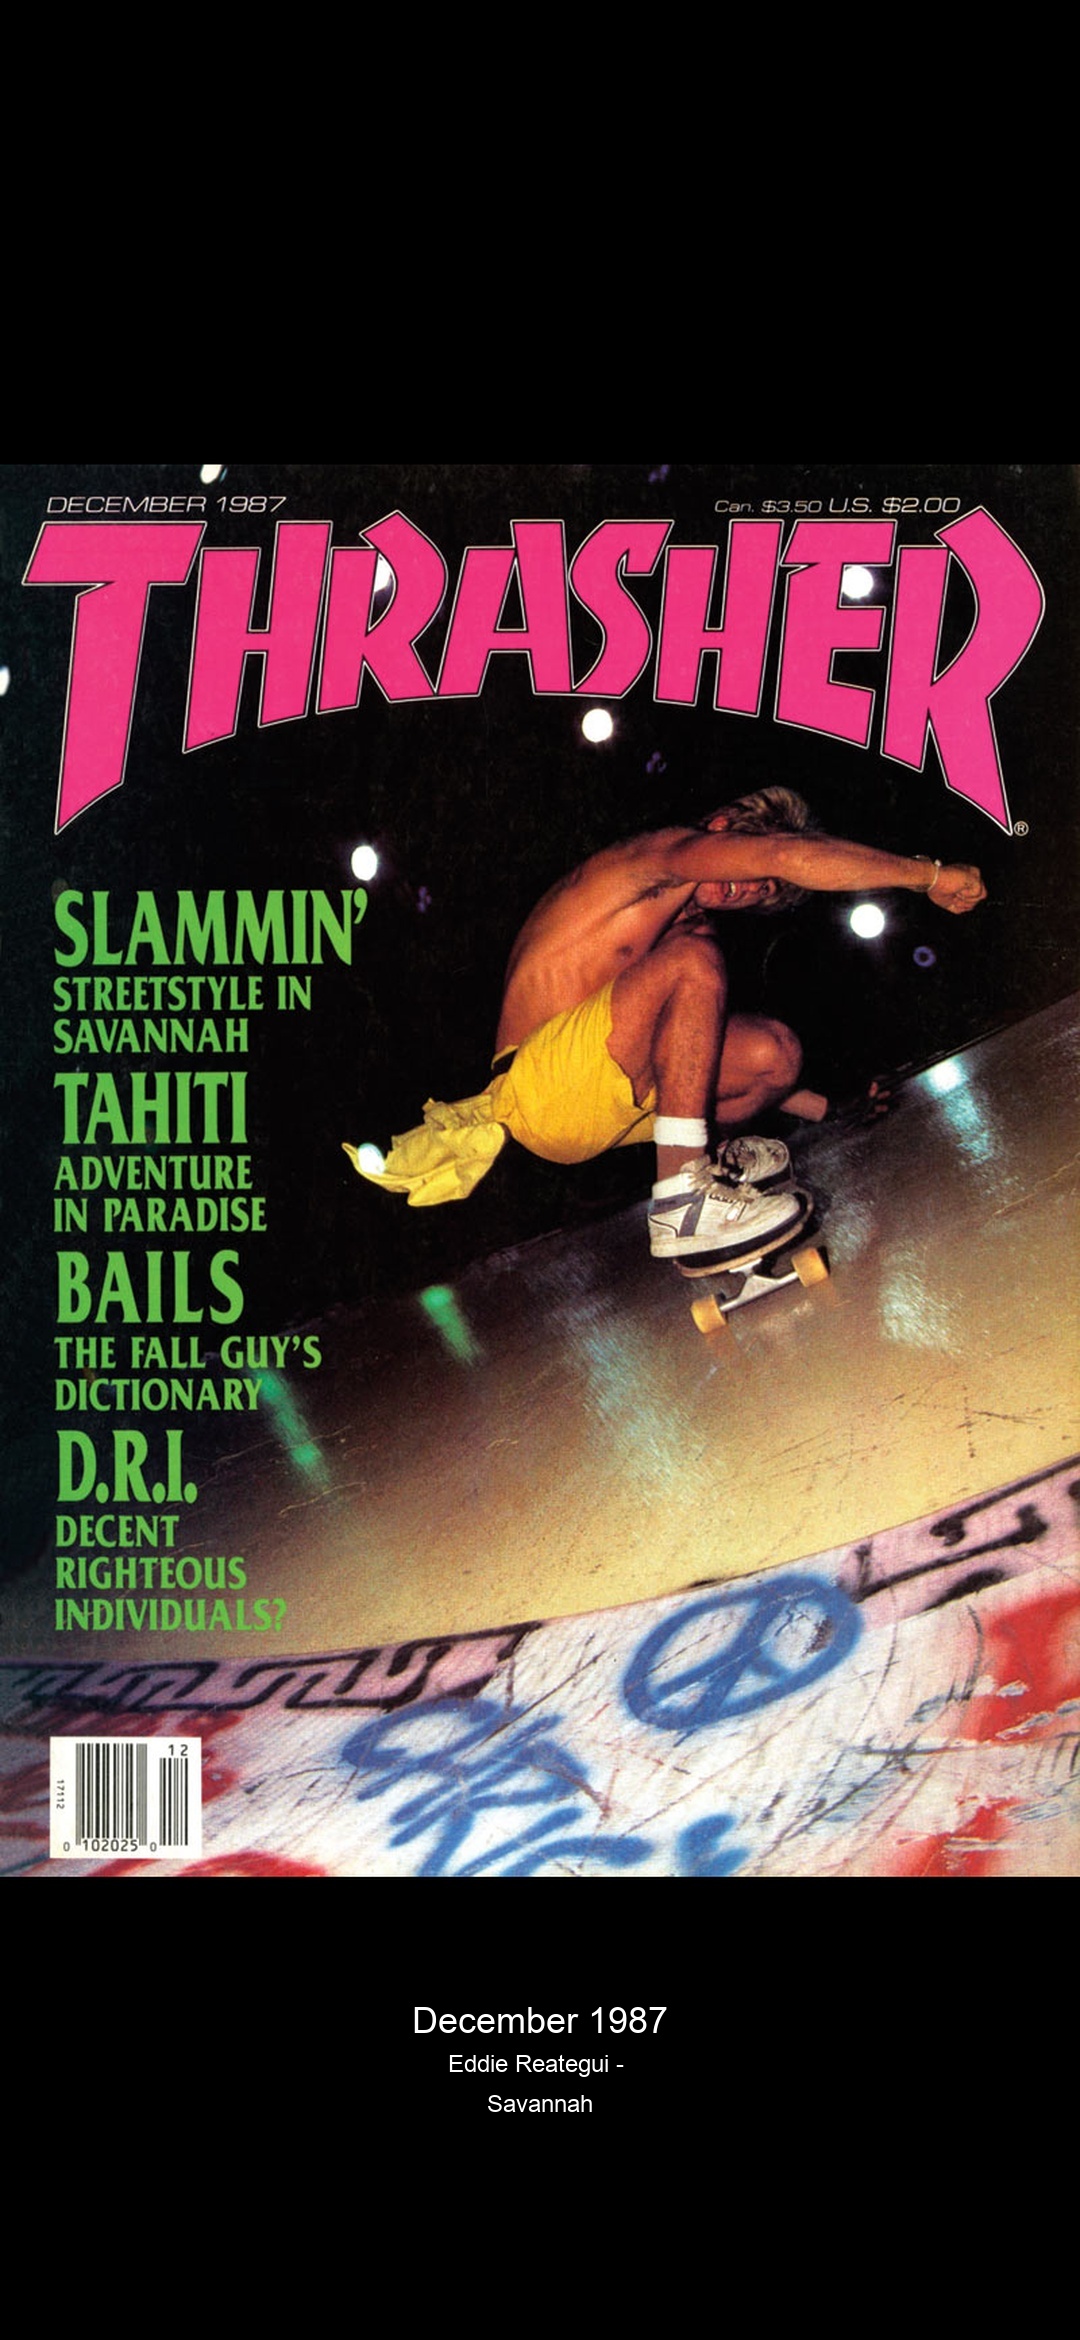 DECEMBER 1987
Can. $3.50 U.S. $2.00
THRASHER
®
SLAMMIN'
STREETSTYLE IN
SAVANNAH
TAHITI
ADVENTURE
IN PARADISE
BAILS
THE FALL GUY'S
DICTIONARY
D.R.I.
DECENT
RIGHTEOUS
INDIVIDUALS?
12
17112
0 102025 0
December 1987
Eddie Reategui -
Savannah